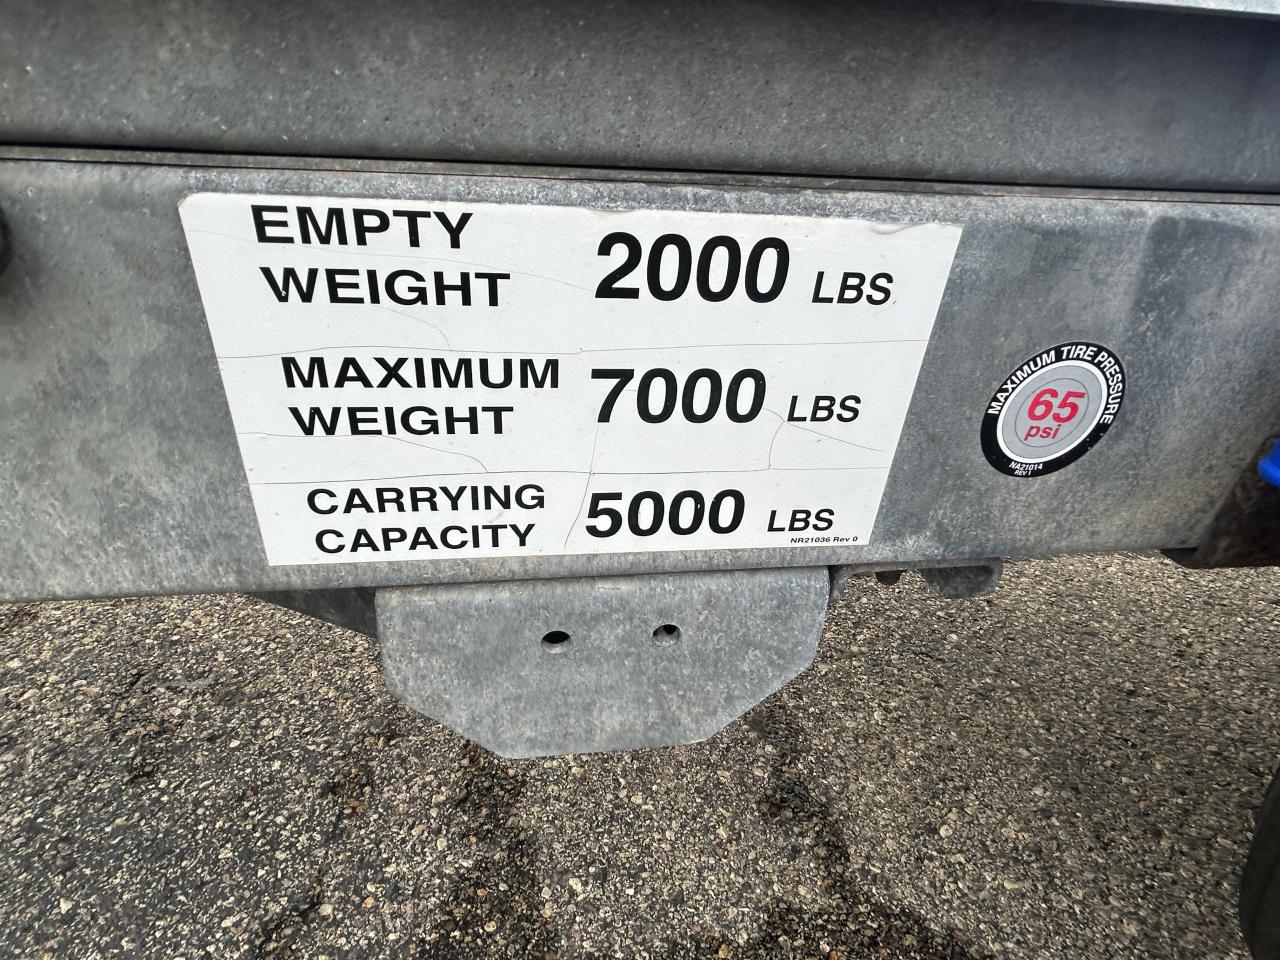 EMPTY
WEIGHT 2000 LBS
MAXIMUM
WEIGHT 7000 LBS
CARRYING
CAPACITY 5000 LBS
NR21036 Rev 0
MAXIMUM TIRE PRESSURE
65
psi
NA21014
REV 1